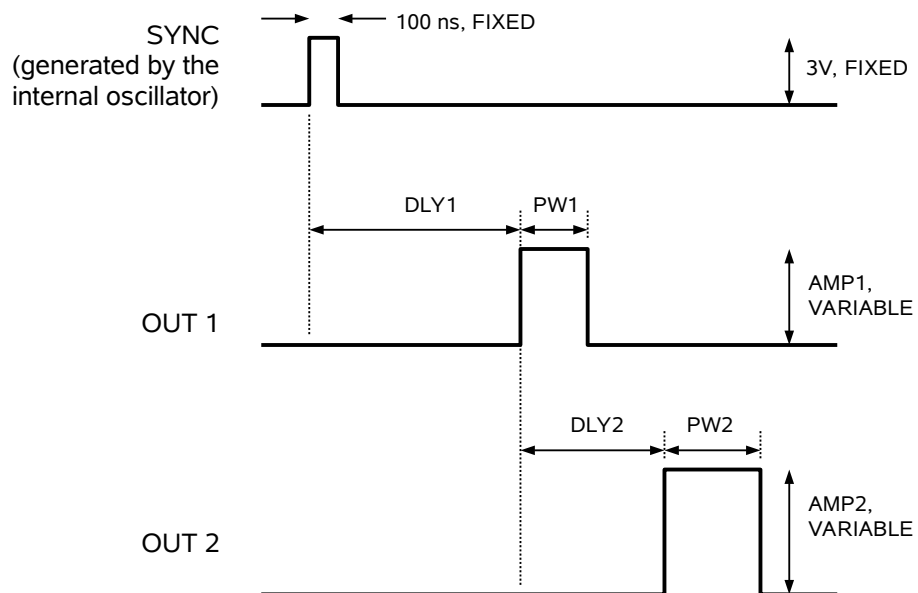 SYNC
(generated by the
internal oscillator)
100 ns, FIXED
3V, FIXED
DLY1
PW1
AMP1,
VARIABLE
OUT 1
DLY2
PW2
AMP2,
VARIABLE
OUT 2